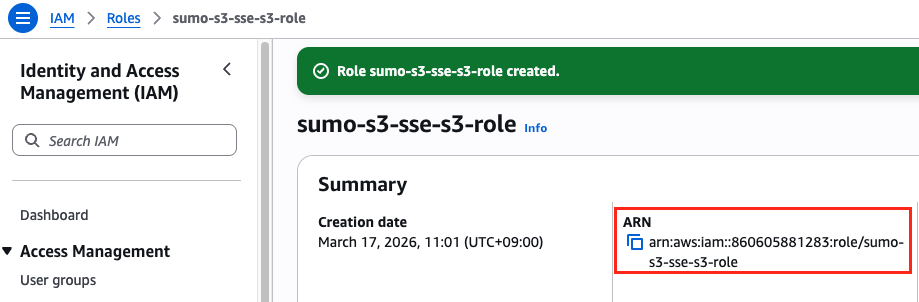 IAM > Roles > sumo-s3-sse-s3-role
Identity and Access
Management (IAM)
Search IAM
Dashboard
Access Management
User groups
Role sumo-s3-sse-s3-role created.
sumo-s3-sse-s3-role Info
Summary
Creation date
March 17, 2026, 11:01 (UTC+09:00)
ARN
arn:aws:iam::860605881283:role/sumo-
s3-sse-s3-role